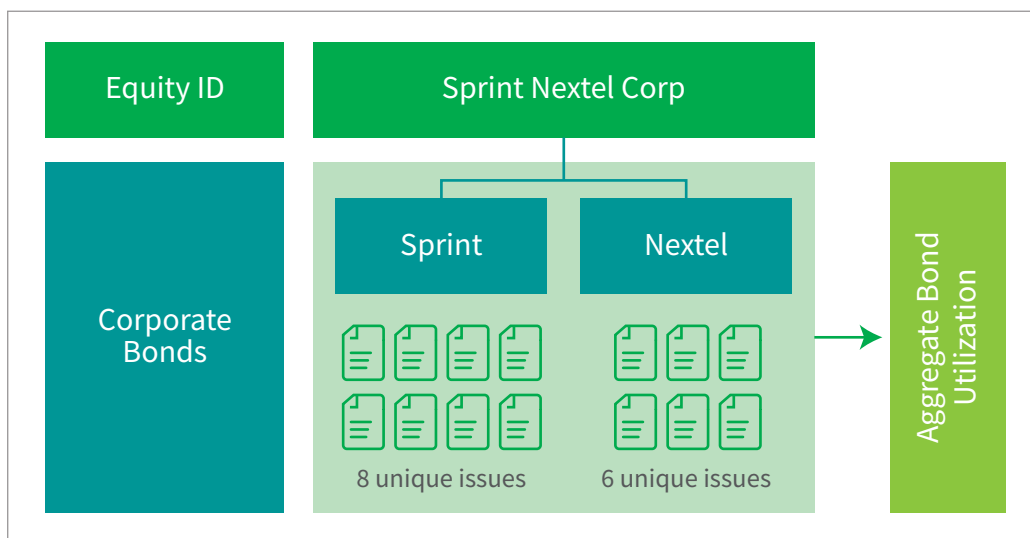 Equity ID
Sprint Nextel Corp
Corporate
Bonds
Sprint
Nextel
8 unique issues
6 unique issues
Aggregate Bond
Utilization